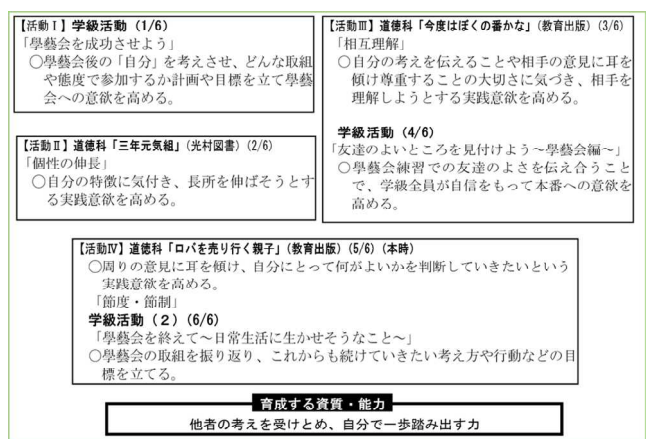 【活動Ⅰ】学級活動（1/6）
「學藝会を成功させよう」
○學藝会後の「自分」を考えさせ、どんな取組
や態度で参加するか計画や目標を立て學藝
会への意欲を高める。
【活動Ⅱ】道徳科「三年元気組」（光村図書）（2/6）
「個性の伸長」
○自分の特徴に気付き、長所を伸ばそうとす
る実践意欲を高める。
【活動Ⅲ】道徳科「今度はぼくの番かな」（教育出版）（3/6）
「相互理解」
○自分の考えを伝えることや相手の意見に耳を
傾け尊重することの大切さに気づき、相手を
理解しようとする実践意欲を高める。
学級活動（4/6）
「友達のよいところを見付けよう～學藝会編～」
○學藝会練習での友達のよさを伝え合うこと
で、学級全員が自信をもって本番への意欲を
高める。
【活動Ⅳ】道徳科「ロバを売り行く親子」（教育出版）（5/6）（本時）
○周りの意見に耳を傾け、自分にとって何がよいかを判断していきたいという
実践意欲を高める。
「節度・節制」
学級活動（２）（6/6）
「學藝会を終えて～日常生活に生かせそうなこと～」
○學藝会の取組を振り返り、これからも続けていきたい考え方や行動などの目
標を立てる。
育成する資質・能力
他者の考えを受けとめ、自分で一歩踏み出す力